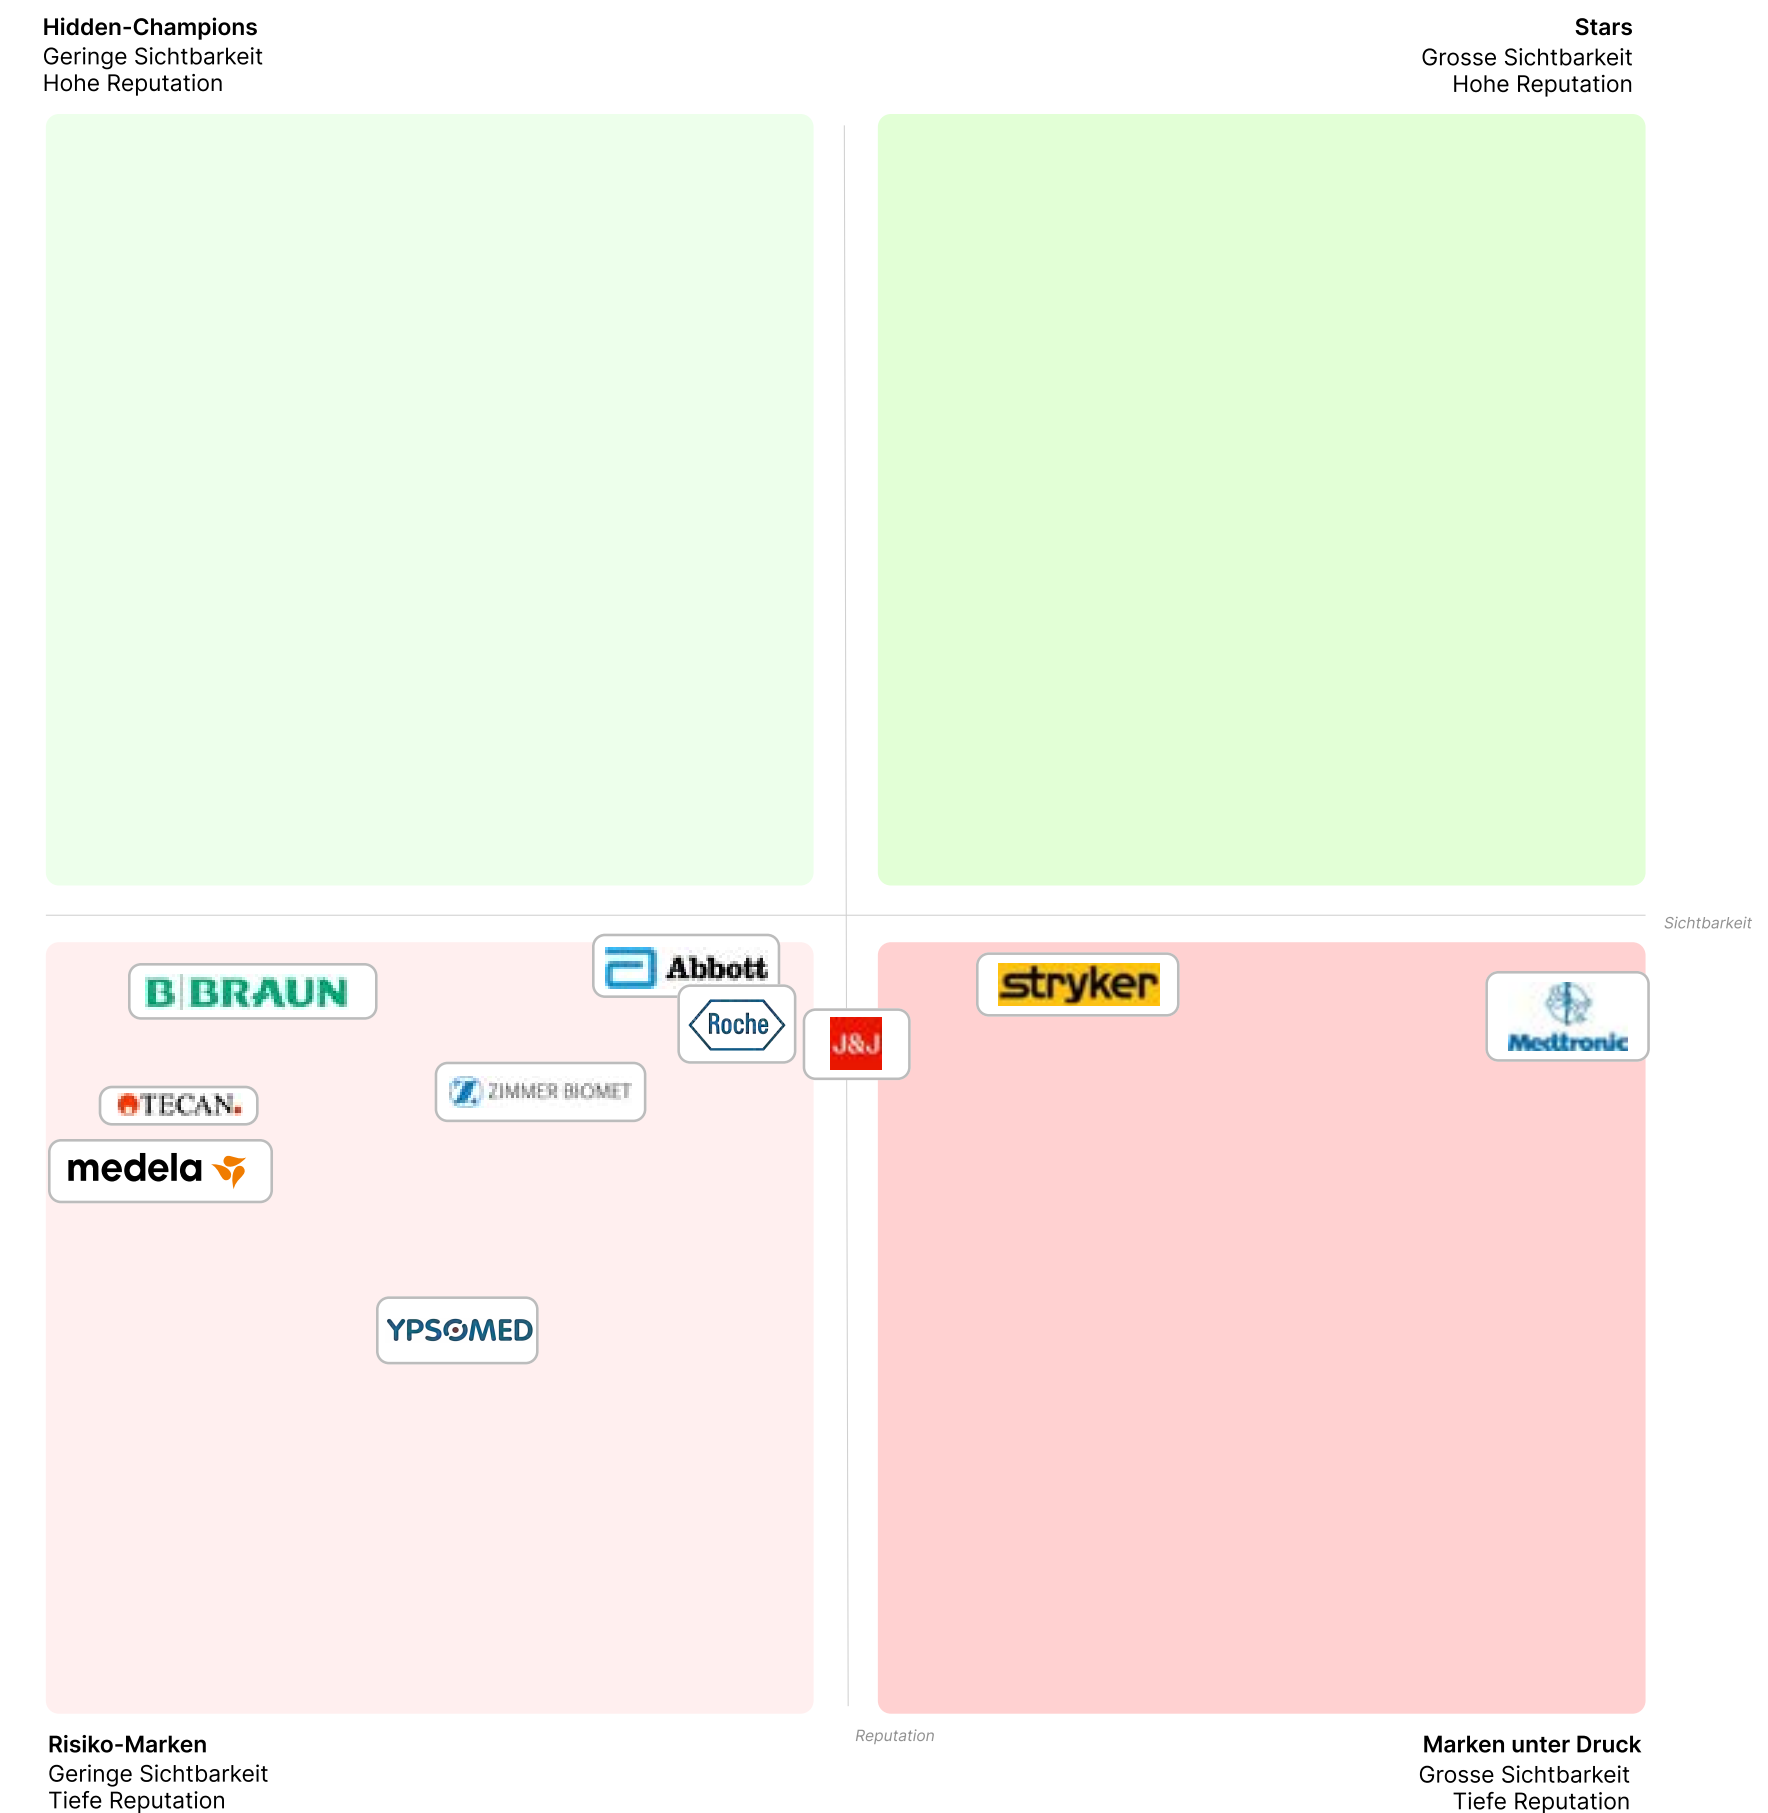 Hidden-Champions
Geringe Sichtbarkeit
Hohe Reputation
Stars
Grosse Sichtbarkeit
Hohe Reputation
Sichtbarkeit
B|BRAUN
Abbott
Roche
J&J
stryker
Medtronic
ZIMMER BIOMET
TECAN.
medela
YPSOMED
Reputation
Risiko-Marken
Geringe Sichtbarkeit
Tiefe Reputation
Marken unter Druck
Grosse Sichtbarkeit
Tiefe Reputation